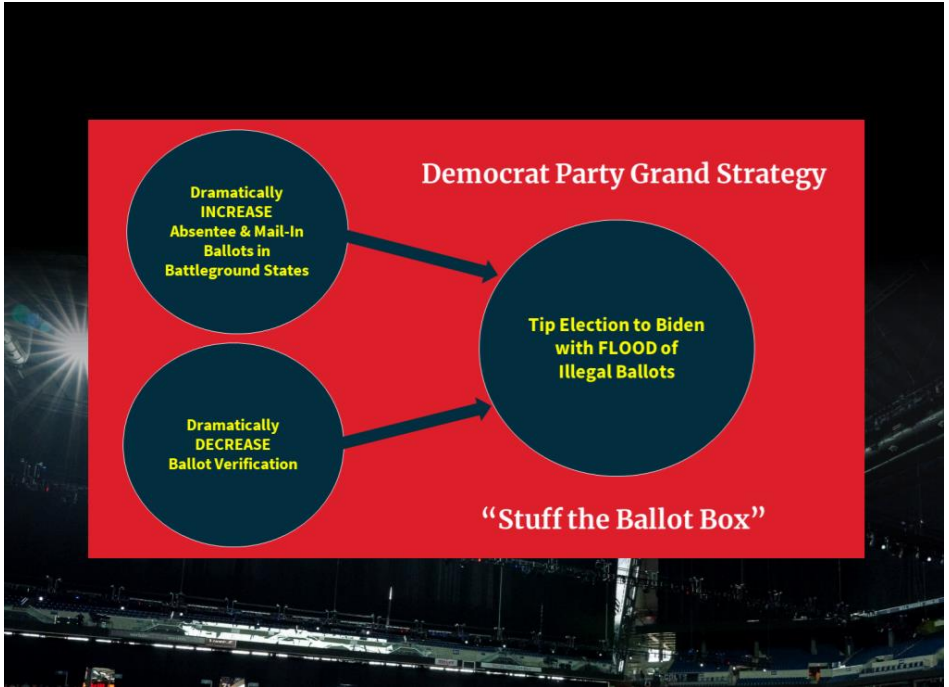 Democrat Party Grand Strategy
Dramatically
INCREASE
Absentee & Mail-In
Ballots in
Battleground States
Tip Election to Biden
with FLOOD of
Illegal Ballots
Dramatically
DECREASE
Ballot Verification
“Stuff the Ballot Box”